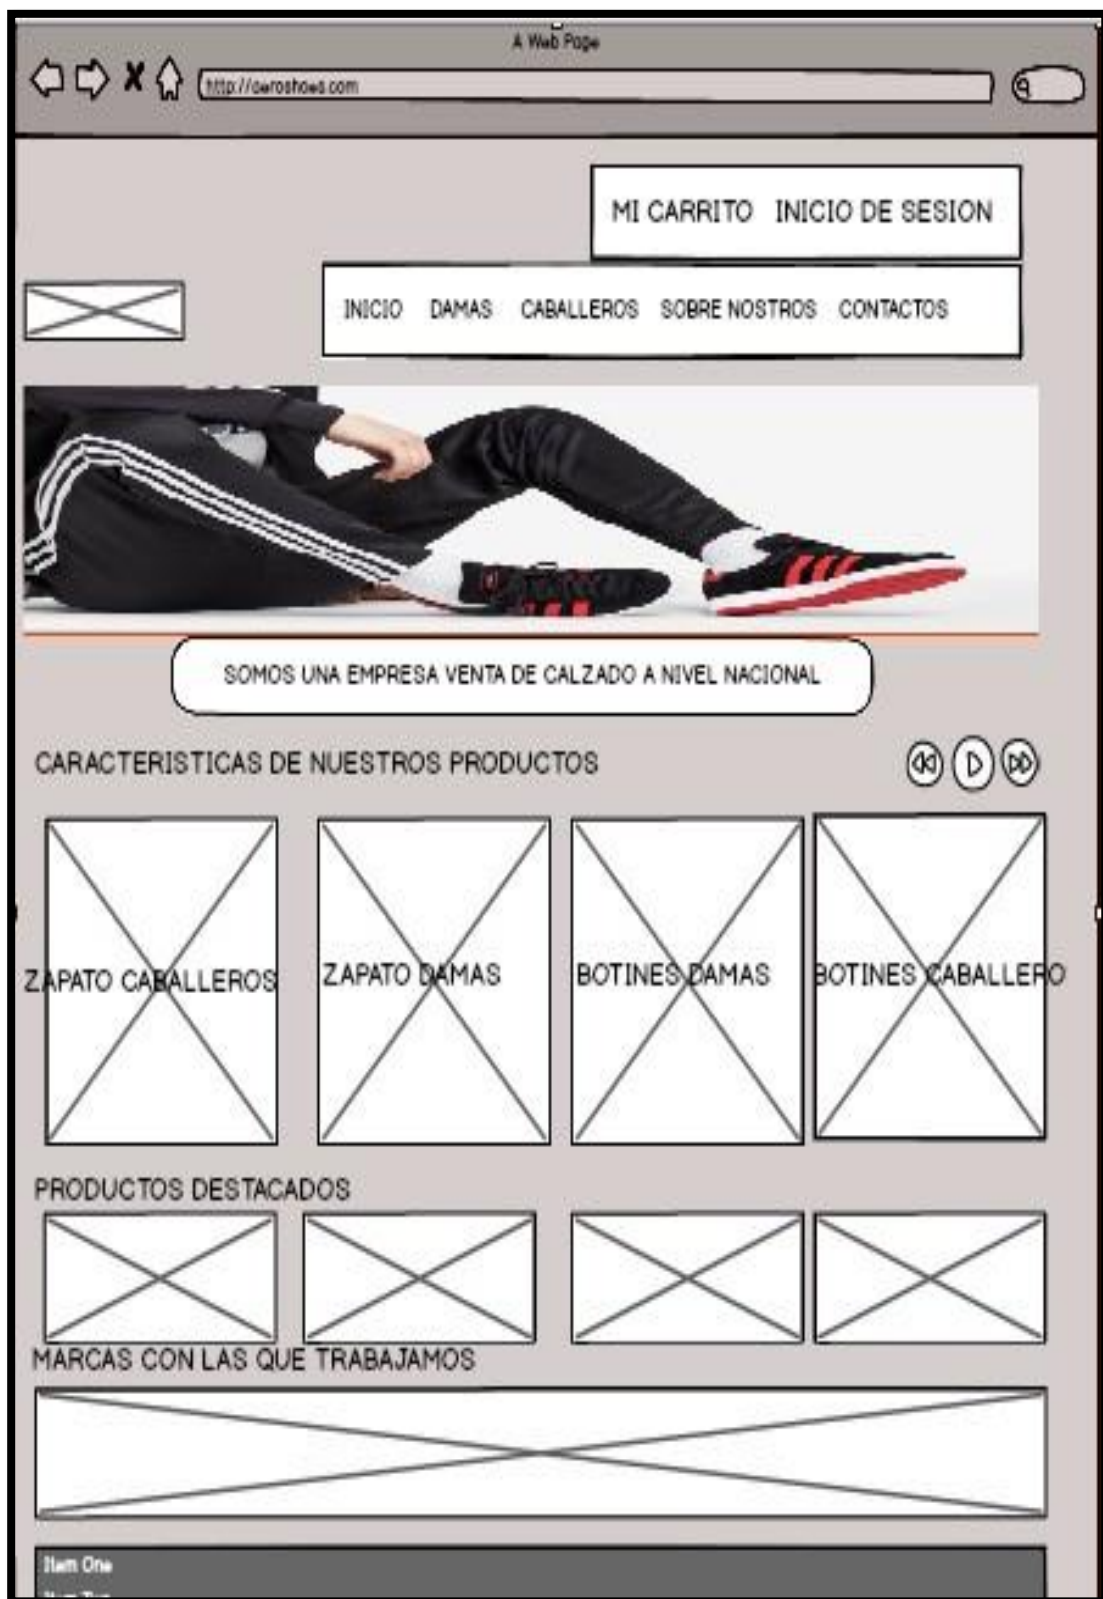 A Web Page
http://aeroshoes.com
MI CARRITO INICIO DE SESION
INICIO DAMAS CABALLEROS SOBRE NOSTROS CONTACTOS
SOMOS UNA EMPRESA VENTA DE CALZADO A NIVEL NACIONAL
CARACTERISTICAS DE NUESTROS PRODUCTOS
ZAPATO CABALLEROS ZAPATO DAMAS BOTINES DAMAS BOTINES CABALLERO
PRODUCTOS DESTACADOS
MARCAS CON LAS QUE TRABAJAMOS
Item One